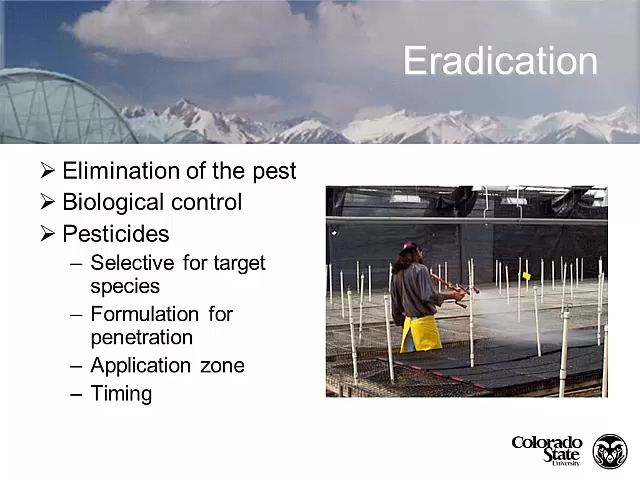 Eradication
➢ Elimination of the pest
➢ Biological control
➢ Pesticides
– Selective for target
species
– Formulation for
penetration
– Application zone
– Timing
Colorado
State
University